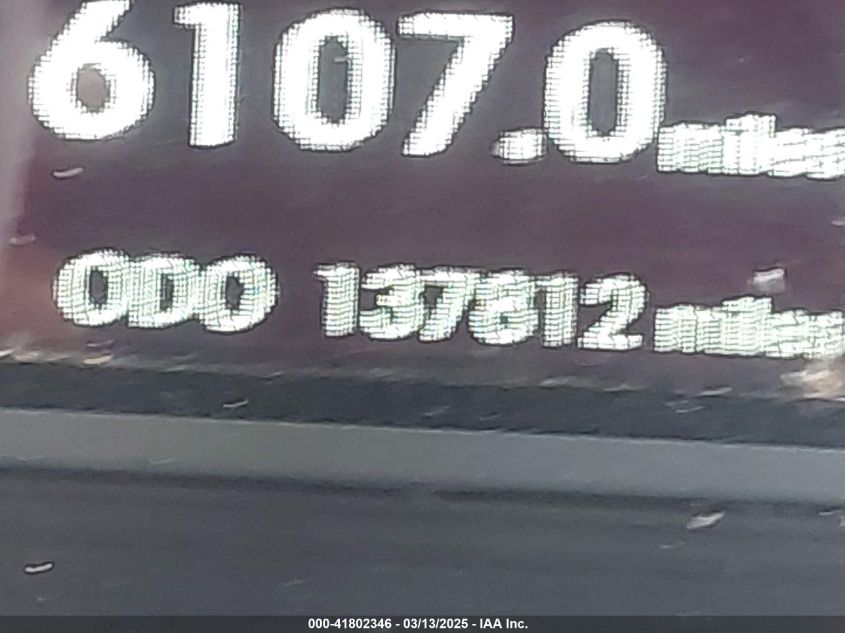 6107.0 miles
ODO 137812 miles
000-41802346 - 03/13/2025 - IAA Inc.